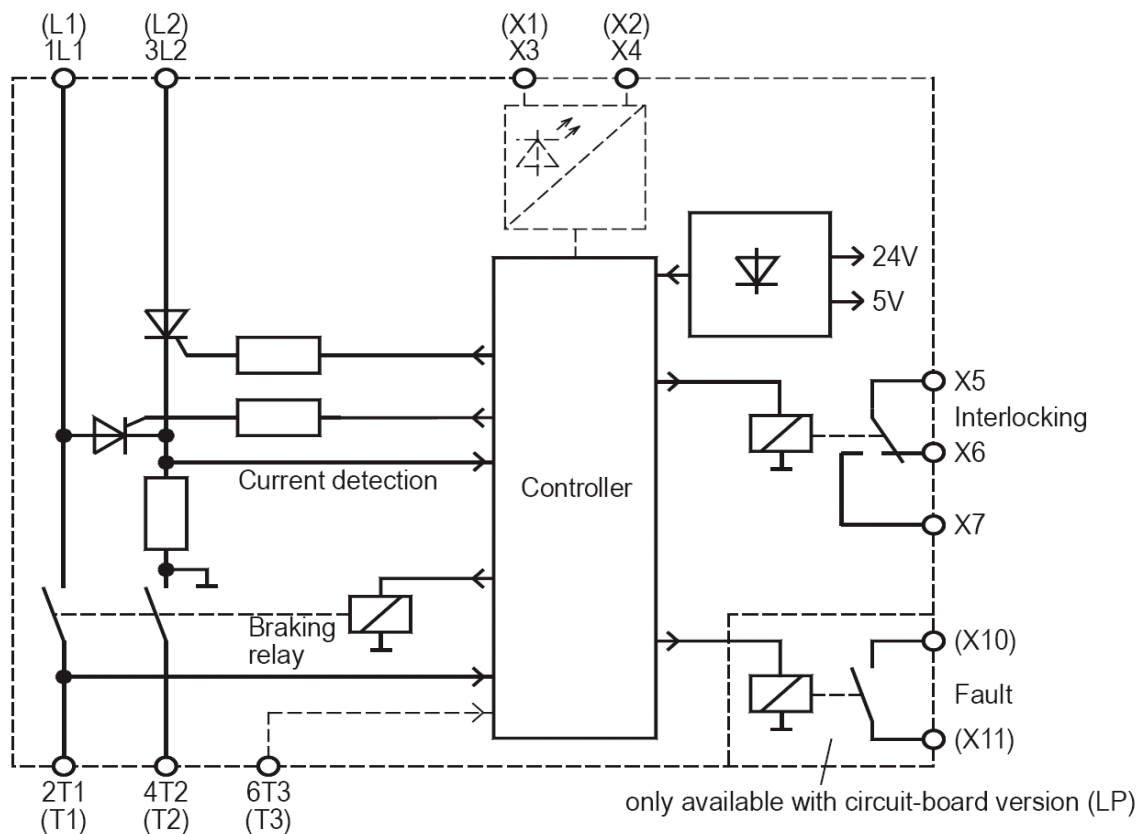 (L1) (L2) (X1) (X2)
1L1 3L2 X3 X4
24V
5V
X5
Interlocking
X6
Current detection
Controller
X7
Braking
relay
(X10)
Fault
(X11)
2T1 4T2 6T3
(T1) (T2) (T3)
only available with circuit-board version (LP)